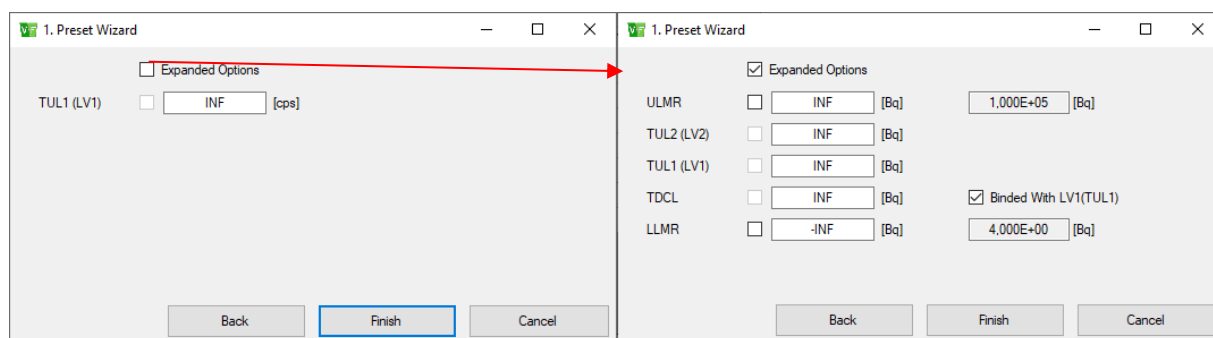 1. Preset Wizard
Expanded Options
TUL1 (LV1) INF [cps]
Back Finish Cancel
1. Preset Wizard
Expanded Options
ULMR INF [Bq] 1,000E+05 [Bq]
TUL2 (LV2) INF [Bq]
TUL1 (LV1) INF [Bq]
TDCL INF [Bq] Binded With LV1(TUL1)
LLMR -INF [Bq] 4,000E+00 [Bq]
Back Finish Cancel